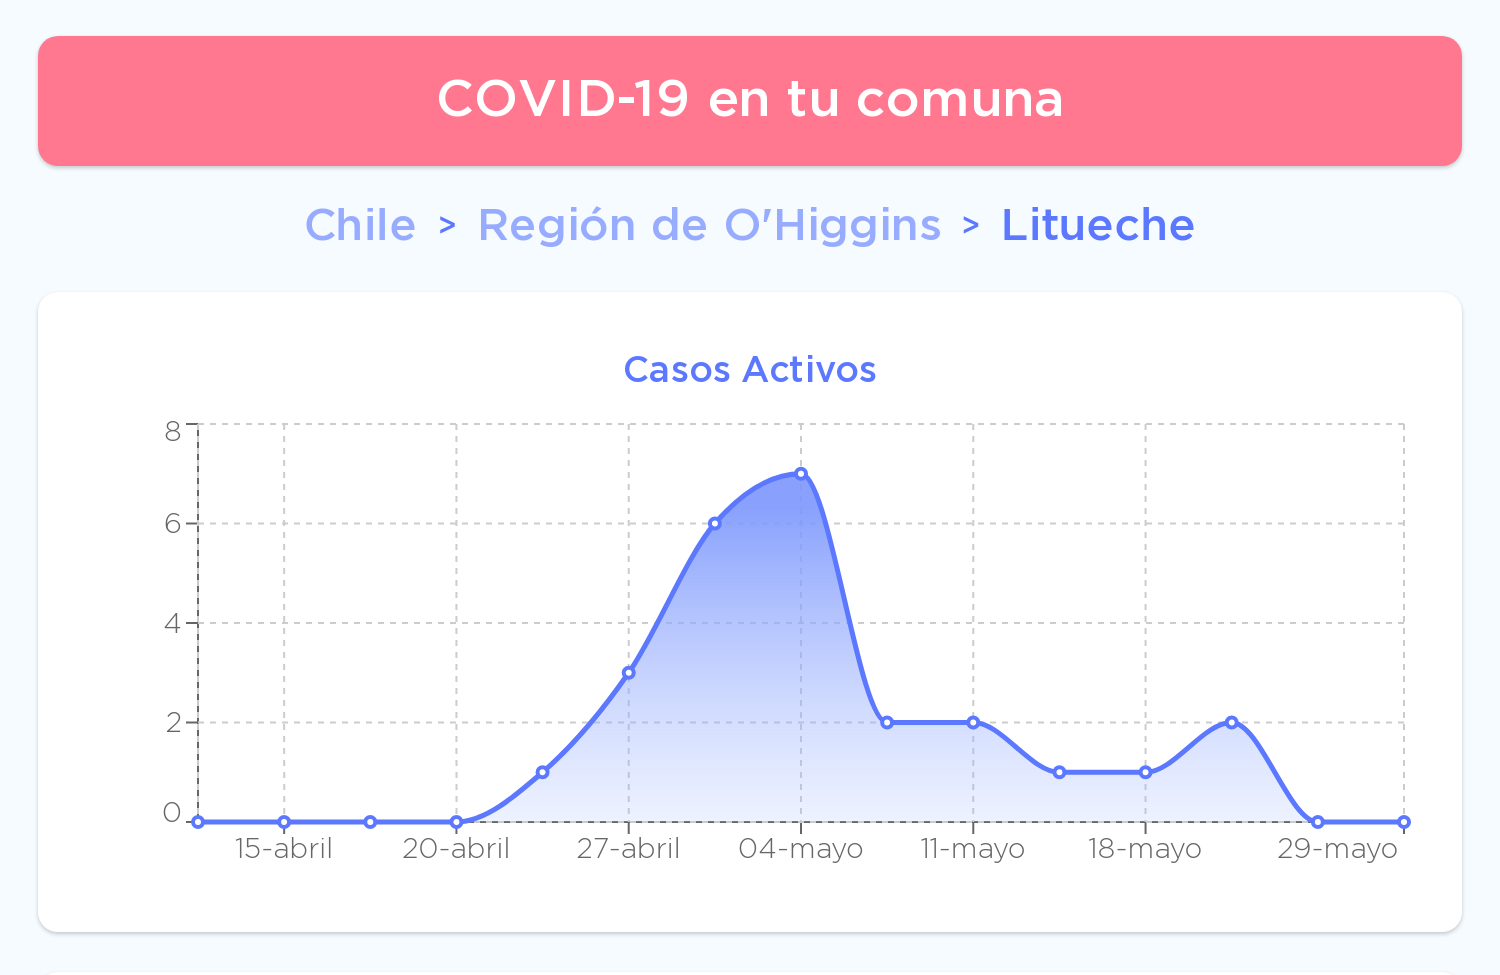 COVID-19 en tu comuna
Chile > Región de O'Higgins > Litueche
Casos Activos
8
6
4
2
0
15-abril 20-abril 27-abril 04-mayo 11-mayo 18-mayo 29-mayo